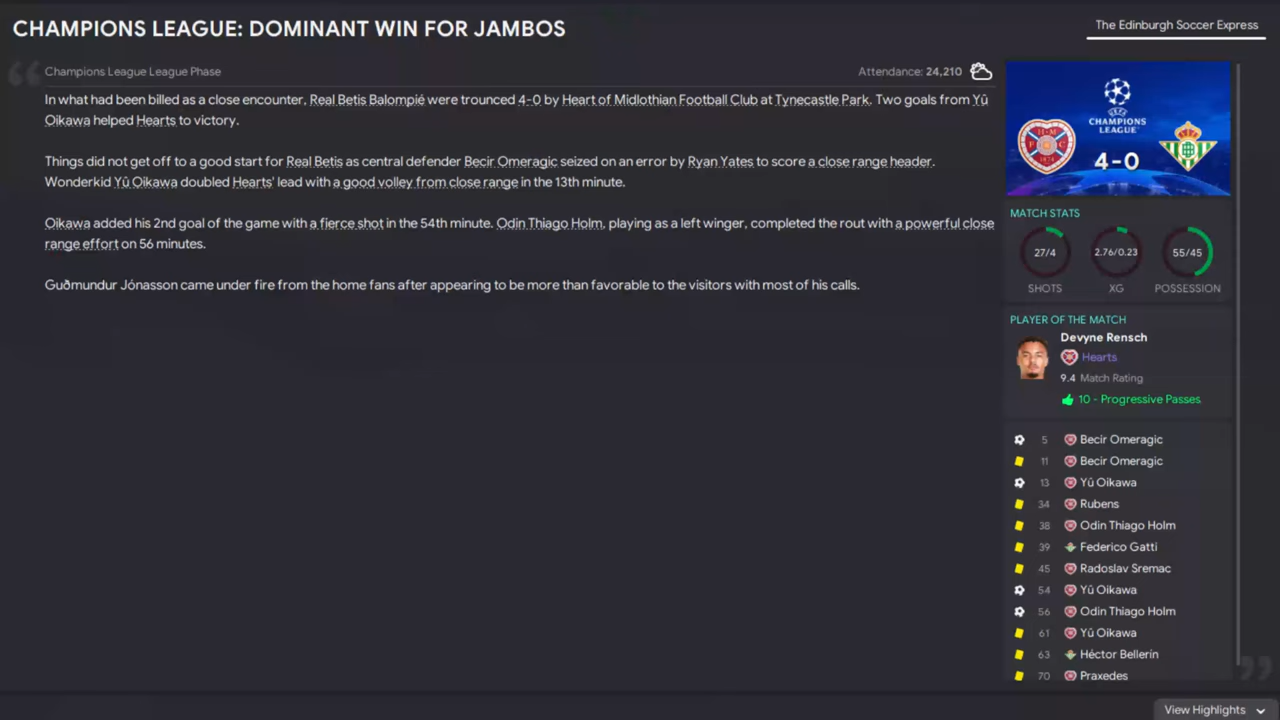 CHAMPIONS LEAGUE: DOMINANT WIN FOR JAMBOS
The Edinburgh Soccer Express
Champions League League Phase
Attendance: 24,210
In what had been billed as a close encounter, Real Betis Balompié were trounced 4-0 by Heart of Midlothian Football Club at Tynecastle Park. Two goals from Yū
Oikawa helped Hearts to victory.
Things did not get off to a good start for Real Betis as central defender Becir Omeragic seized on an error by Ryan Yates to score a close range header.
Wonderkid Yū Oikawa doubled Hearts' lead with a good volley from close range in the 13th minute.
Oikawa added his 2nd goal of the game with a fierce shot in the 54th minute. Odin Thiago Holm, playing as a left winger, completed the rout with a powerful close
range effort on 56 minutes.
Guðmundur Jónasson came under fire from the home fans after appearing to be more than favorable to the visitors with most of his calls.
UEFA
CHAMPIONS
LEAGUE
H M
F C
1874
4-0
MATCH STATS
27/4
2.76/0.23
55/45
SHOTS
XG
POSSESSION
PLAYER OF THE MATCH
Devyne Rensch
Hearts
9.4 Match Rating
10 - Progressive Passes
5 Becir Omeragic
11 Becir Omeragic
13 Yū Oikawa
34 Rubens
38 Odin Thiago Holm
39 Federico Gatti
45 Radoslav Sremac
54 Yū Oikawa
56 Odin Thiago Holm
61 Yū Oikawa
63 Héctor Bellerín
70 Praxedes
View Highlights